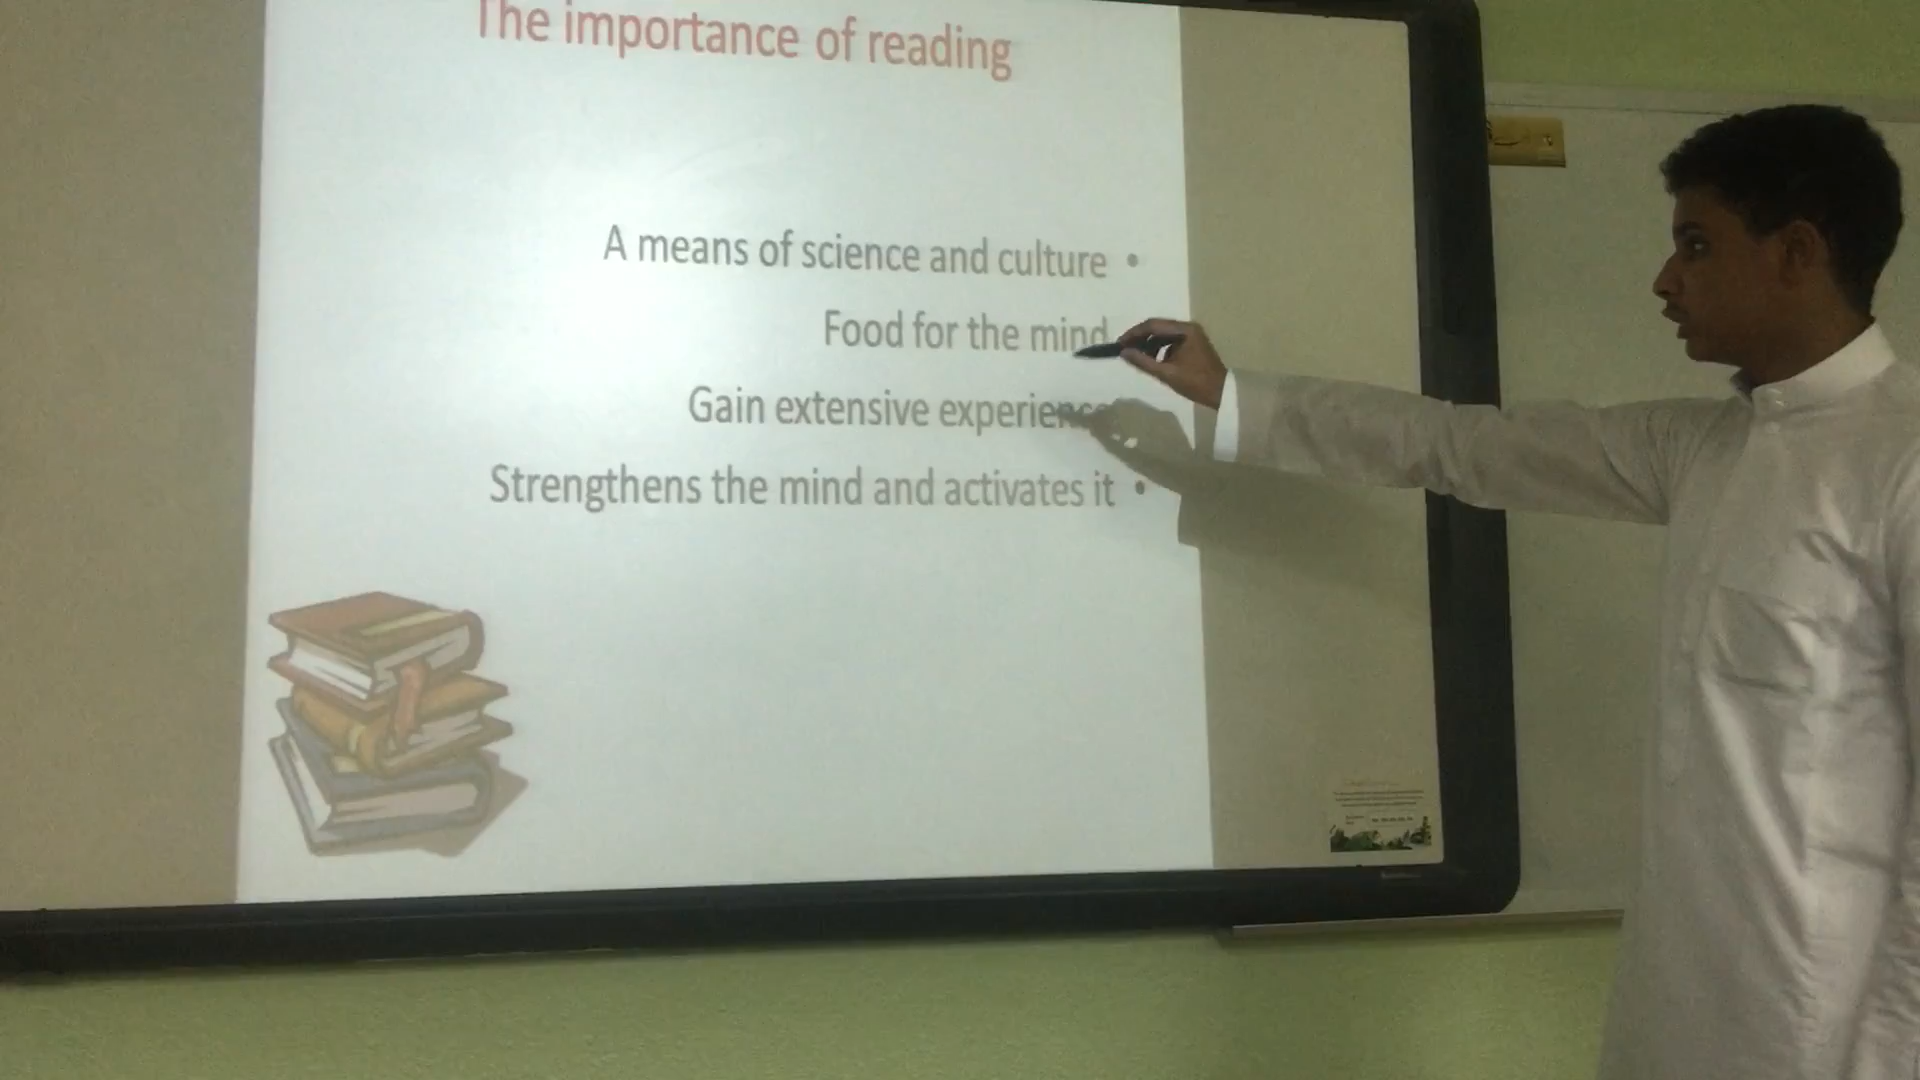 The importance of reading
A means of science and culture •
Food for the mind
Gain extensive experience
Strengthens the mind and activates it •